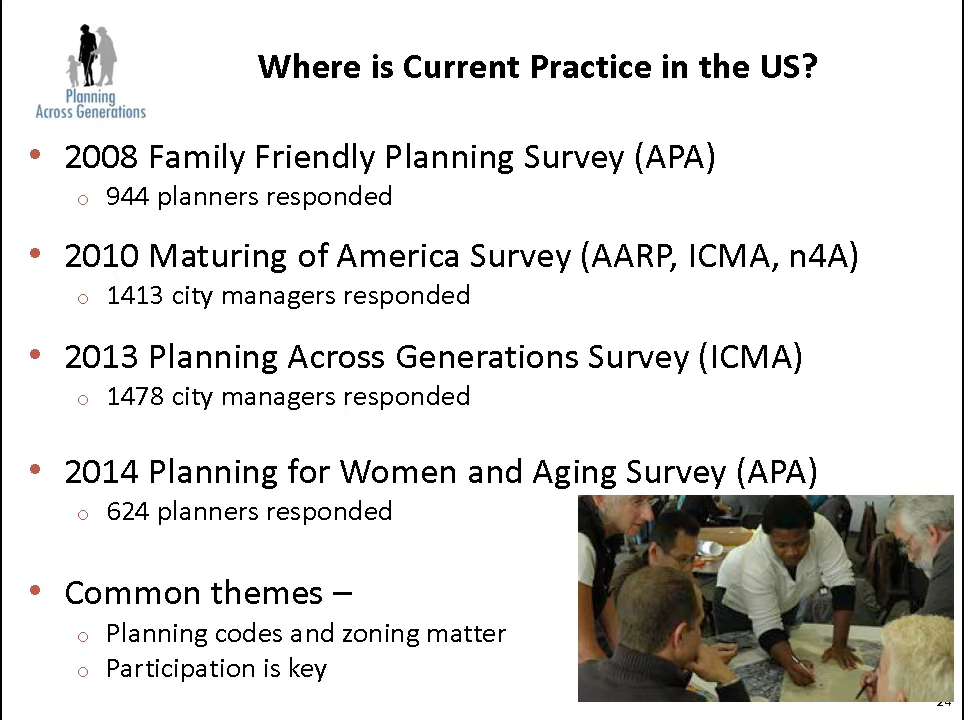 Planning
Across Generations
Where is Current Practice in the US?
• 2008 Family Friendly Planning Survey (APA)
o 944 planners responded
• 2010 Maturing of America Survey (AARP, ICMA, n4A)
o 1413 city managers responded
• 2013 Planning Across Generations Survey (ICMA)
o 1478 city managers responded
• 2014 Planning for Women and Aging Survey (APA)
o 624 planners responded
• Common themes –
o Planning codes and zoning matter
o Participation is key
24